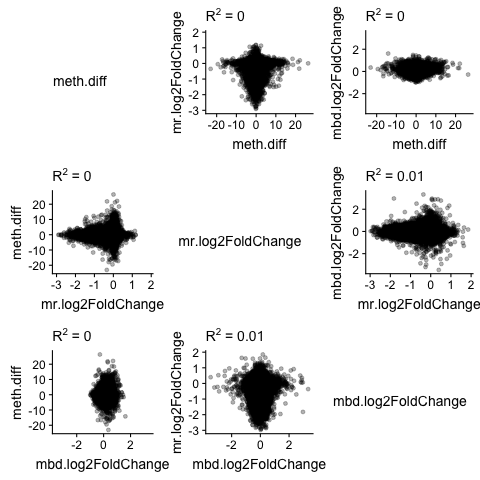 R² = 0
R² = 0
meth.diff
mr.log2FoldChange
2
1
0
-1
-2
-3
-20 -10 0 10 20
meth.diff
mbd.log2FoldChange
2
0
-2
-20 -10 0 10 20
meth.diff
R² = 0
R² = 0.01
meth.diff
20
10
0
-10
-20
-3 -2 -1 0 1 2
mr.log2FoldChange
mr.log2FoldChange
mbd.log2FoldChange
2
0
-2
-3 -2 -1 0 1 2
mr.log2FoldChange
R² = 0
R² = 0.01
meth.diff
20
10
0
-10
-20
-2 0 2
mbd.log2FoldChange
mr.log2FoldChange
2
1
0
-1
-2
-3
-2 0 2
mbd.log2FoldChange
mbd.log2FoldChange